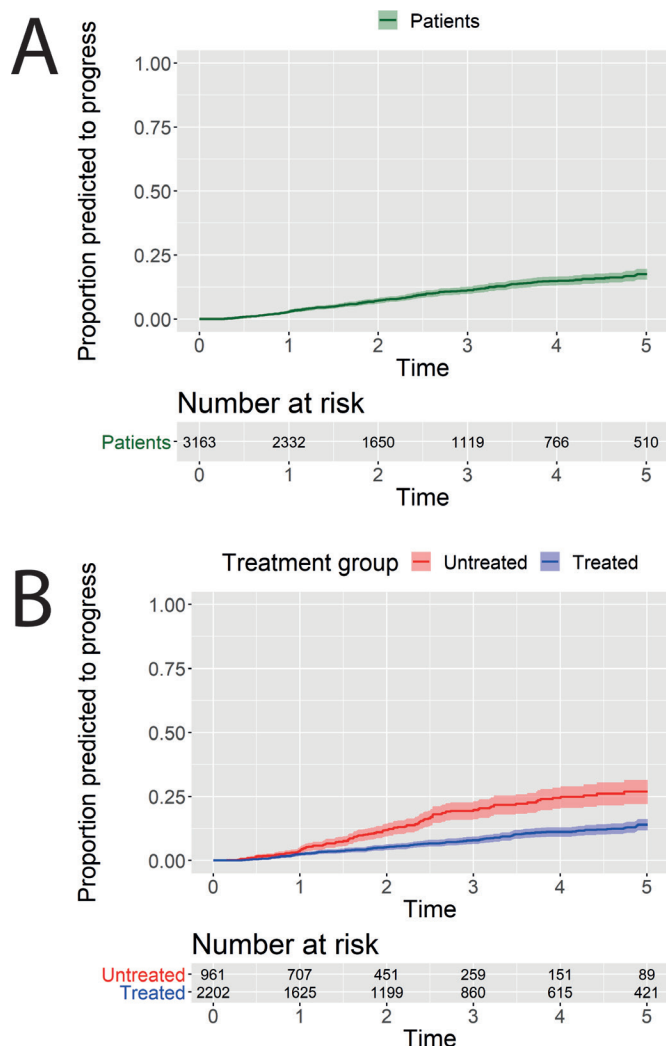 A
Patients
Proportion predicted to progress
1.00
0.75
0.50
0.25
0.00
0 1 2 3 4 5
Time
Number at risk
Patients 3163 2332 1650 1119 766 510
0 1 2 3 4 5
Time
B
Treatment group Untreated Treated
Proportion predicted to progress
1.00
0.75
0.50
0.25
0.00
0 1 2 3 4 5
Time
Number at risk
Untreated 961 707 451 259 151 89
Treated 2202 1625 1199 860 615 421
0 1 2 3 4 5
Time